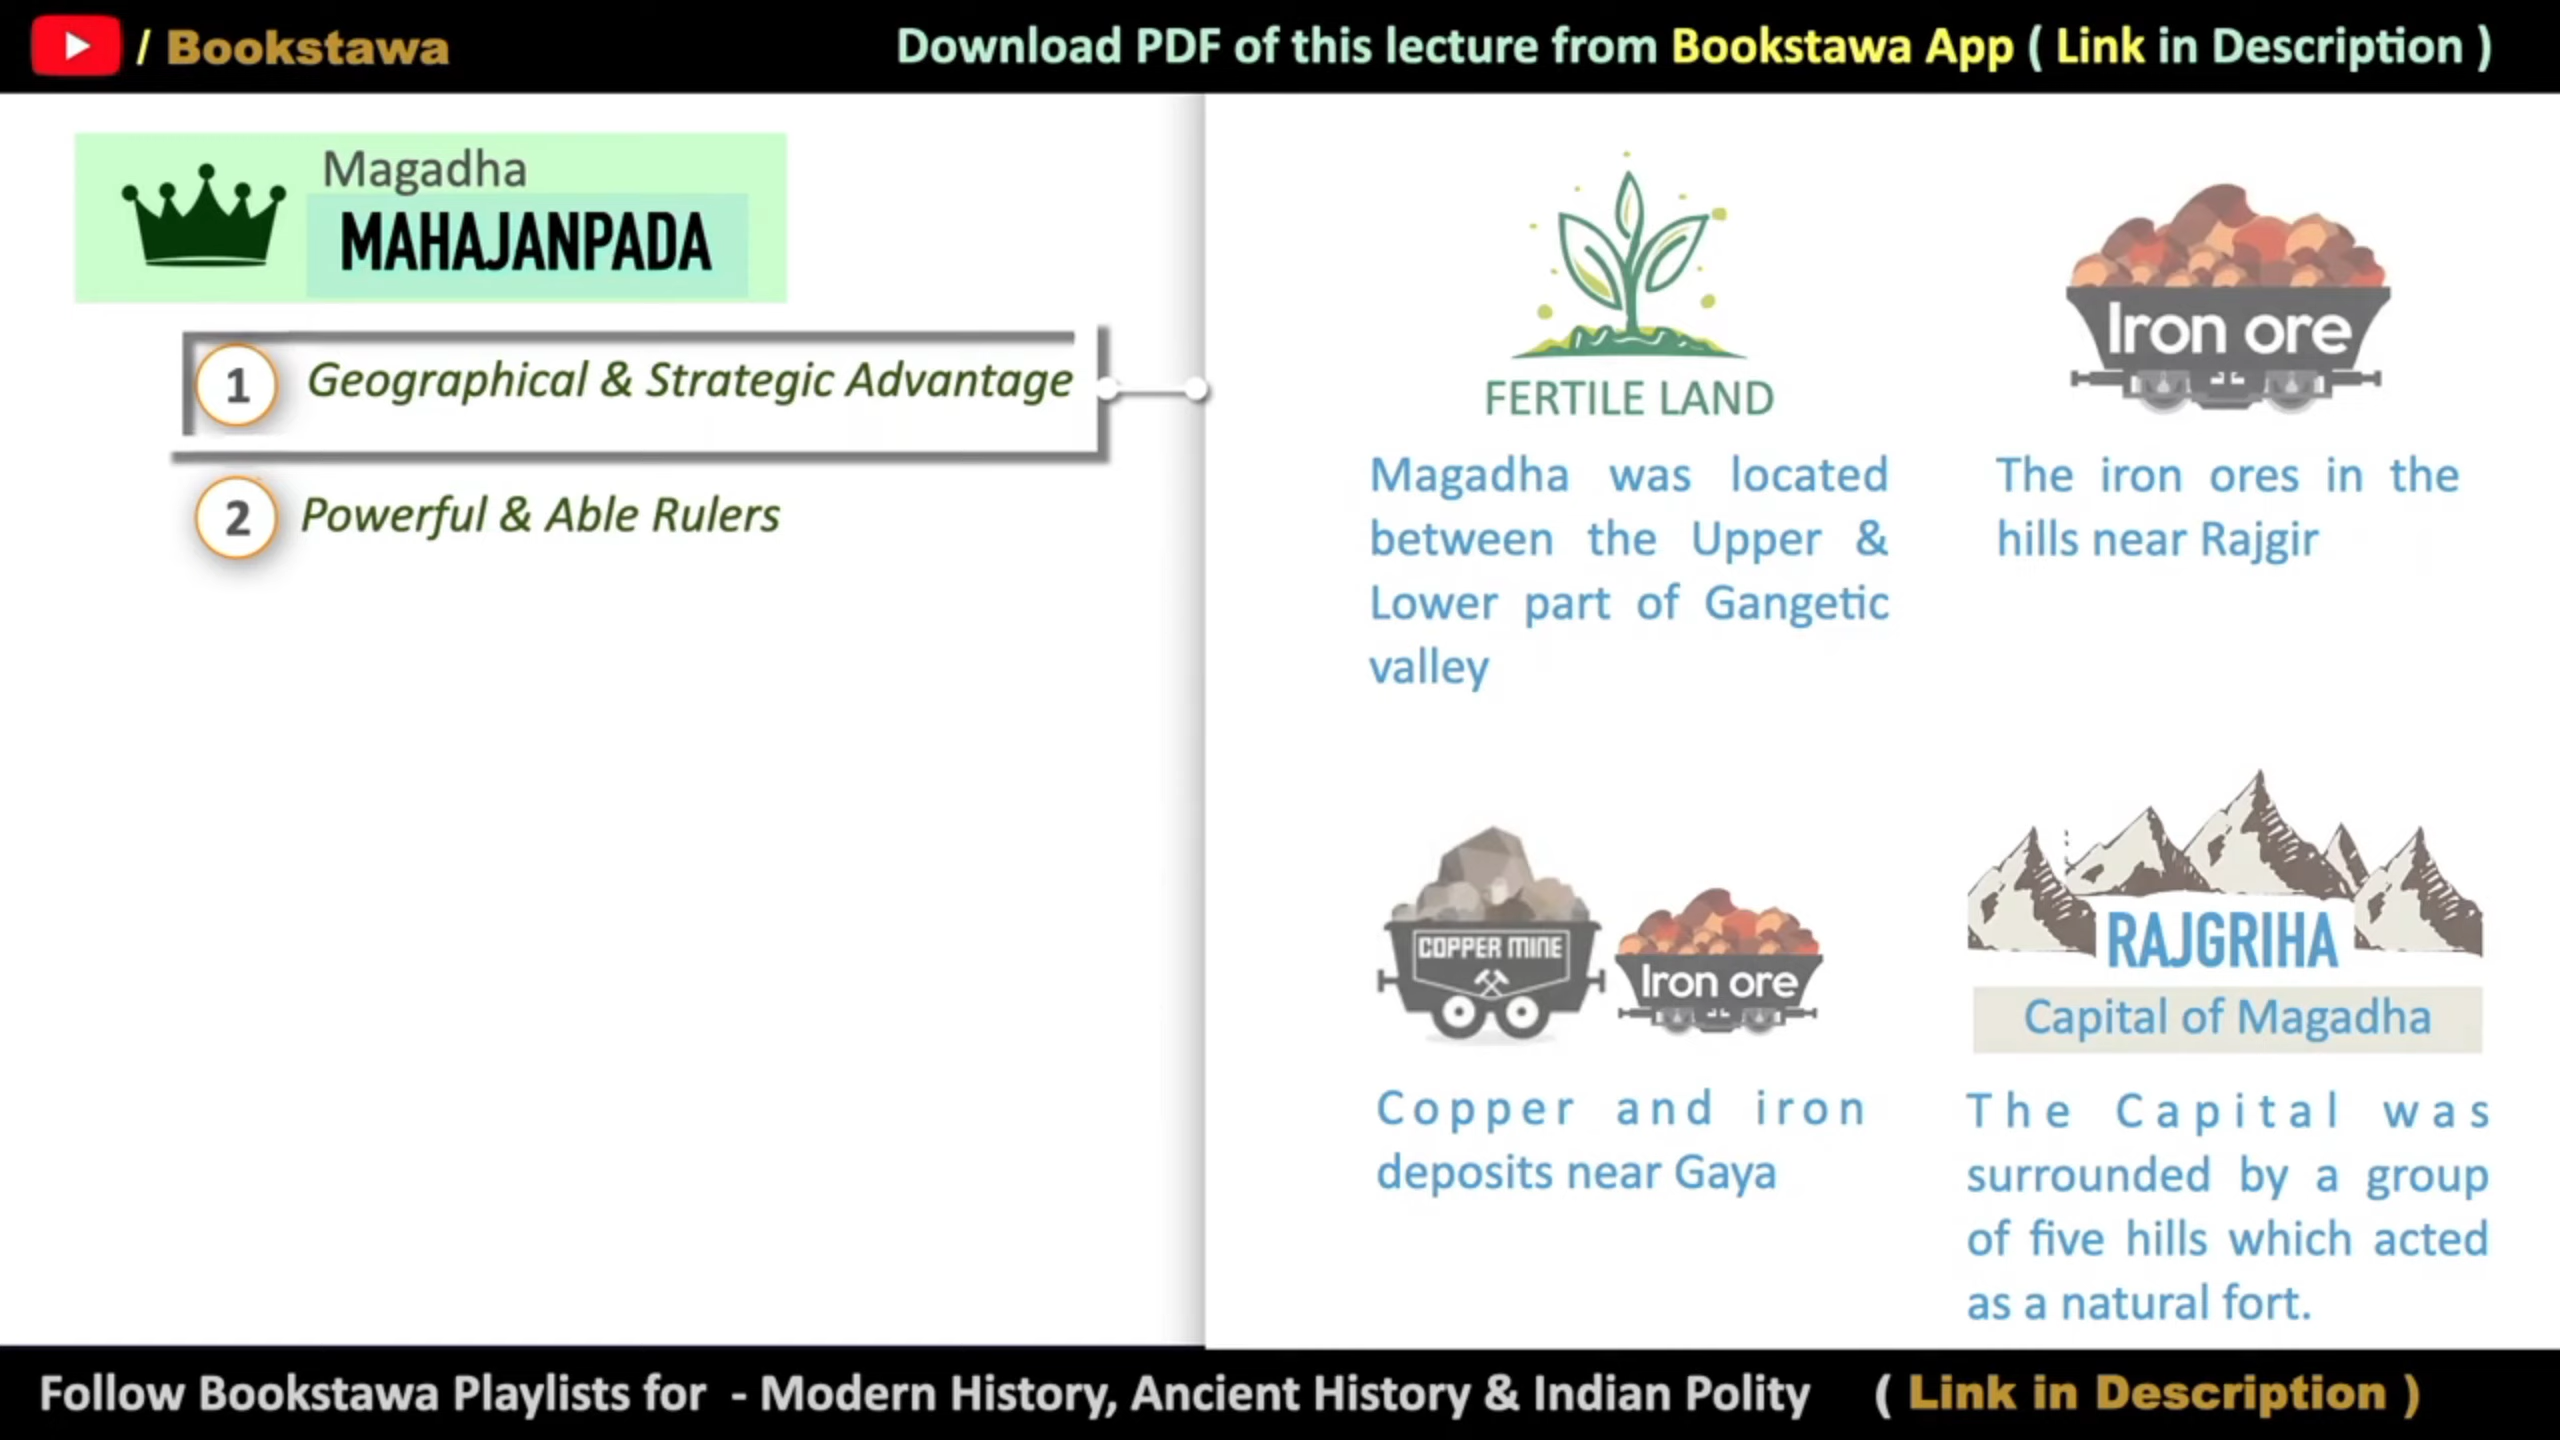 / Bookstawa
Download PDF of this lecture from Bookstawa App ( Link in Description )
Magadha
MAHAJANPADA
1 Geographical & Strategic Advantage
2 Powerful & Able Rulers
FERTILE LAND
Magadha was located
between the Upper &
Lower part of Gangetic
valley
Iron ore
The iron ores in the
hills near Rajgir
COPPER MINE
Iron ore
Copper and iron
deposits near Gaya
RAJGRIHA
Capital of Magadha
The Capital was
surrounded by a group
of five hills which acted
as a natural fort.
Follow Bookstawa Playlists for - Modern History, Ancient History & Indian Polity ( Link in Description )